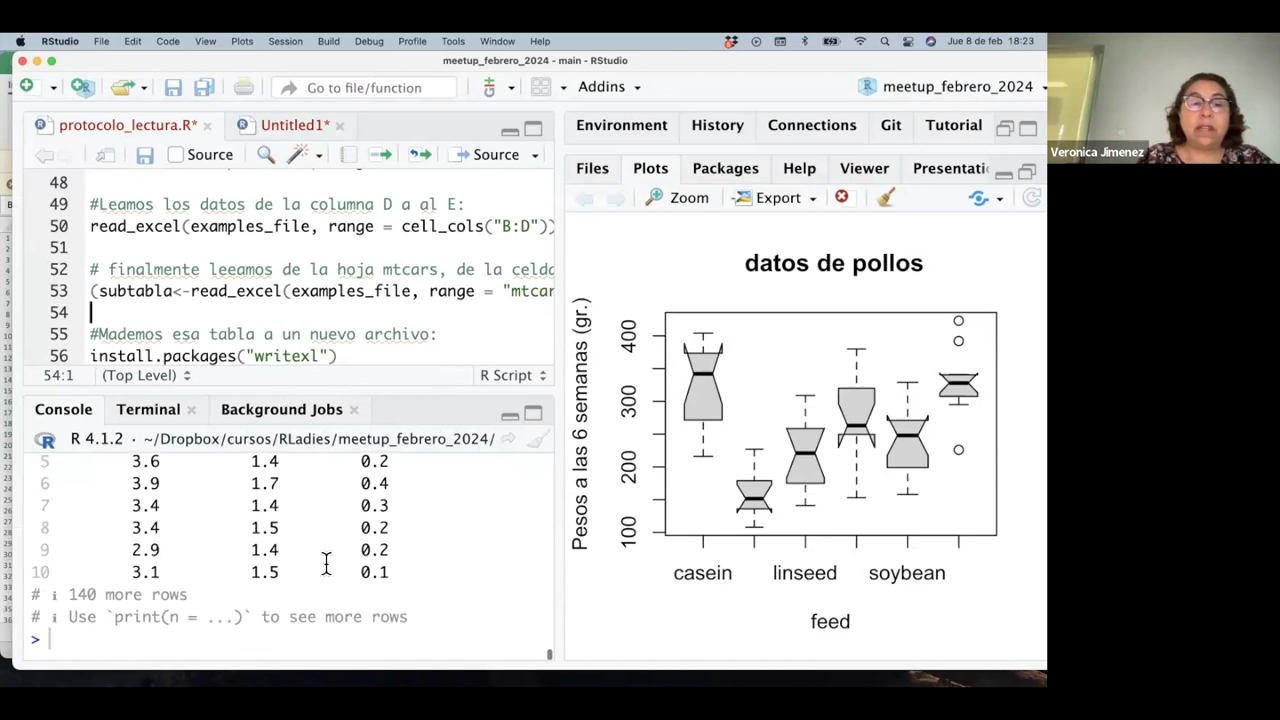 RStudio File Edit Code View Plots Session Build Debug Profile Tools Window Help Jue 8 de feb 18:23
meetup_febrero_2024 - main - RStudio
Go to file/function Addins meetup_febrero_2024
protocolo_lectura.R* Untitled1*
Source Source
48
49 #Leamos los datos de la columna D a al E:
50 read_excel(examples_file, range = cell_cols("B:D"))
51
52 # finalmente leeamos de la hoja mtcars, de la celda
53 (subtabla<-read_excel(examples_file, range = "mtcar
54
55 #Mademos esa tabla a un nuevo archivo:
56 install.packages("writexl")
54:1 (Top Level) R Script
Console Terminal Background Jobs
R 4.1.2 · ~/Dropbox/cursos/RLadies/meetup_febrero_2024/
5 3.6 1.4 0.2
6 3.9 1.7 0.4
7 3.4 1.4 0.3
8 3.4 1.5 0.2
9 2.9 1.4 0.2
10 3.1 1.5 0.1
# ℹ 140 more rows
# ℹ Use `print(n = ...)` to see more rows
>
Environment History Connections Git Tutorial
Files Plots Packages Help Viewer Presentati
Zoom Export
datos de pollos
Pesos a las 6 semanas (gr.)
400
300
200
100
casein linseed soybean
feed
Veronica Jimenez